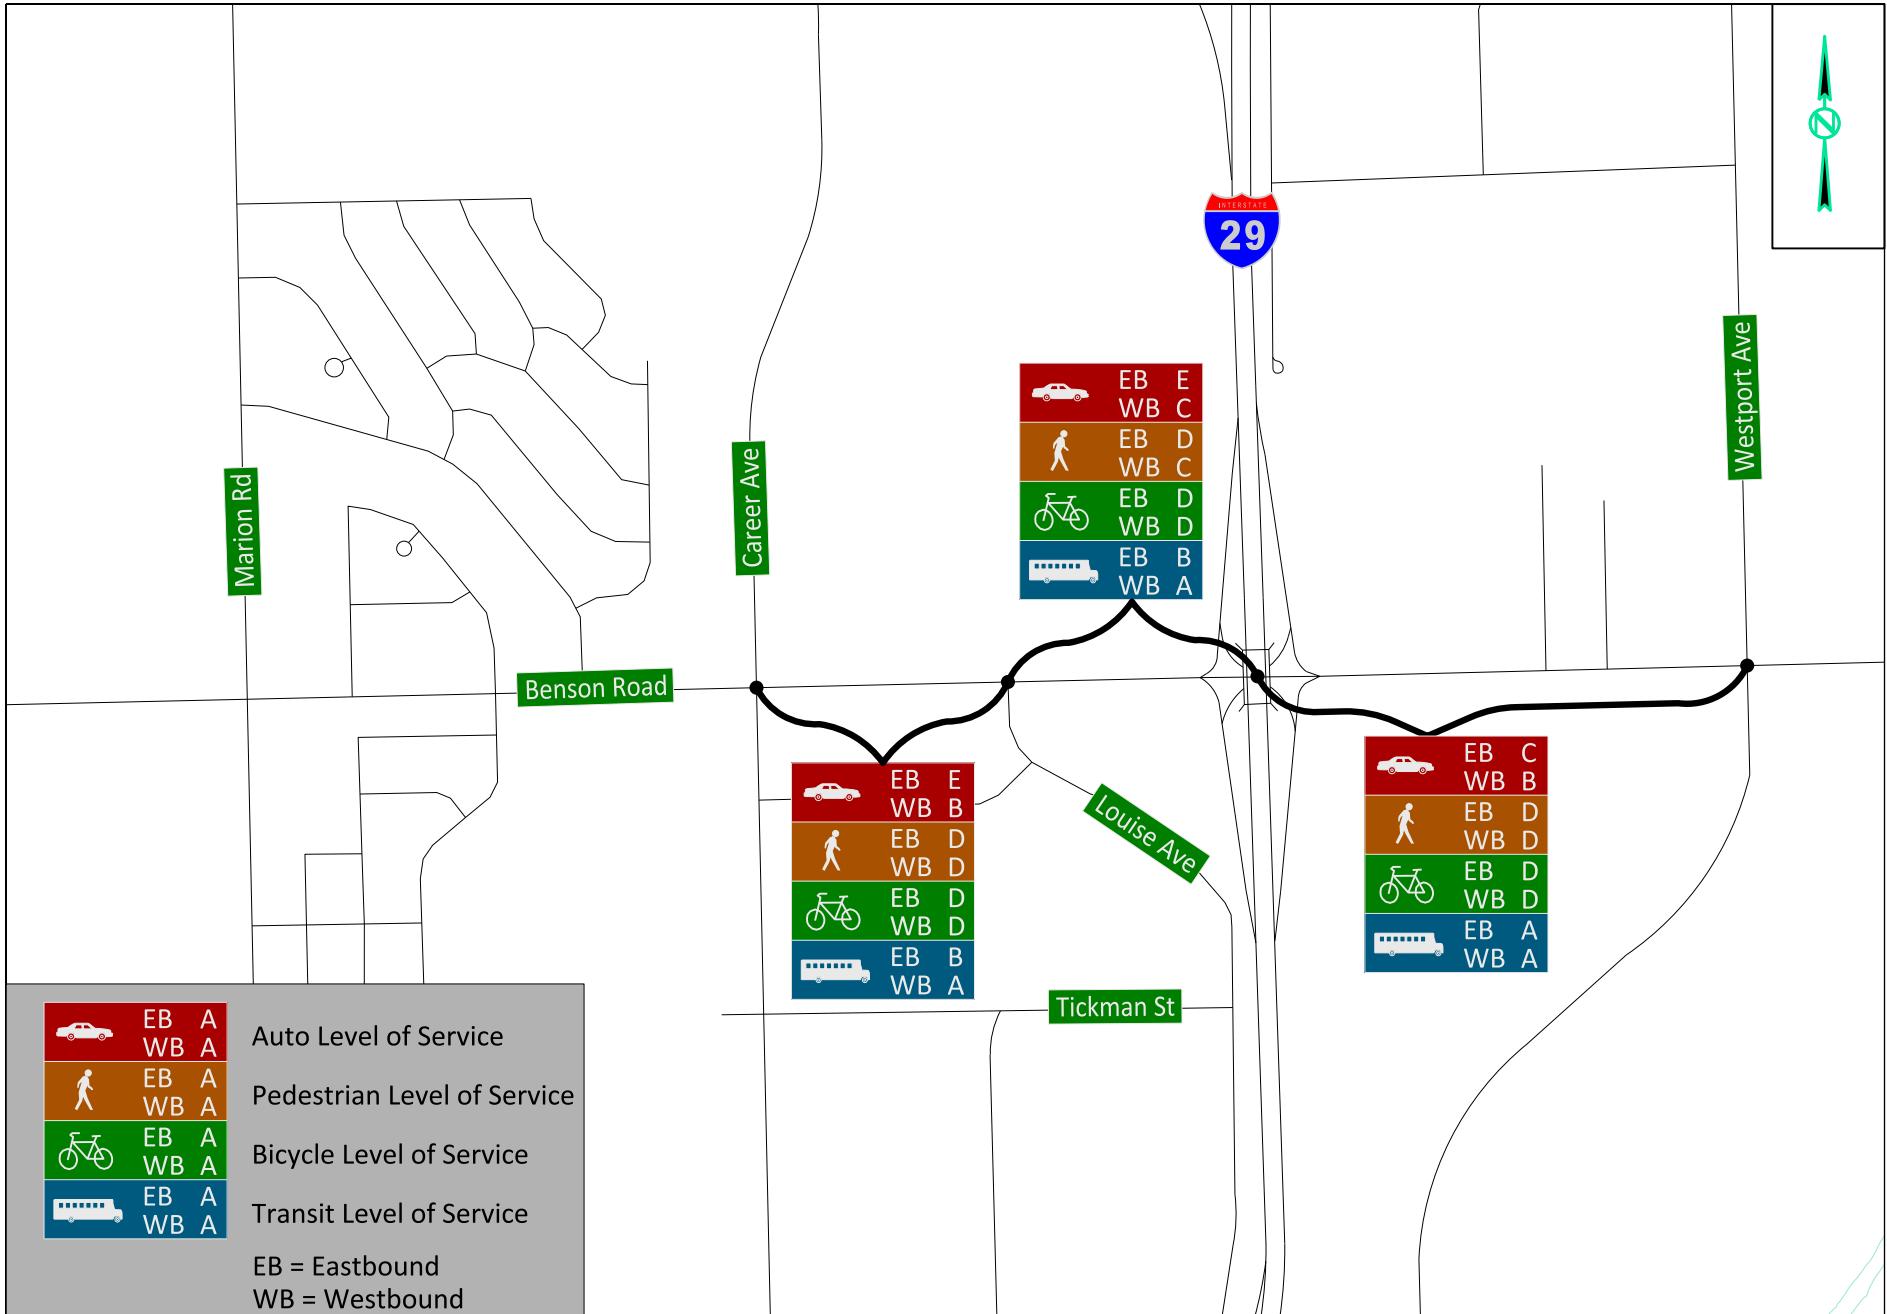 N
INTERSTATE
29
Westport Ave
EB E
WB C
EB D
WB C
EB D
WB D
EB B
WB A
Marion Rd
Career Ave
Benson Road
EB E
WB B
EB D
WB D
EB D
WB D
EB B
WB A
Louise Ave
EB C
WB B
EB D
WB D
EB D
WB D
EB A
WB A
Tickman St
EB A
WB A
Auto Level of Service
EB A
WB A
Pedestrian Level of Service
EB A
WB A
Bicycle Level of Service
EB A
WB A
Transit Level of Service
EB = Eastbound
WB = Westbound